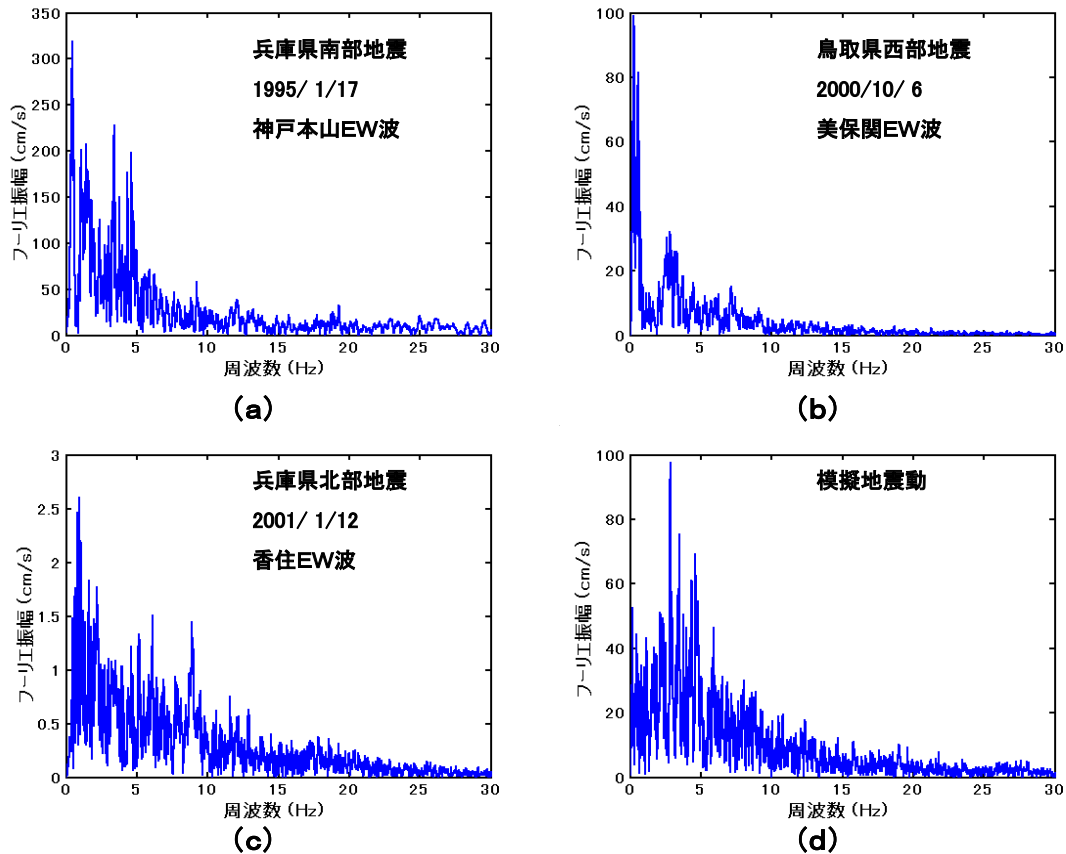 350
300
250
200
150
100
50
0
フーリエ振幅 (cm/s)
兵庫県南部地震
1995/ 1/17
神戸本山EW波
0 5 10 15 20 25 30
周波数 (Hz)
(a)
100
80
60
40
20
0
フーリエ振幅 (cm/s)
鳥取県西部地震
2000/10/ 6
美保関EW波
0 5 10 15 20 25 30
周波数 (Hz)
(b)
3
2.5
2
1.5
1
0.5
0
フーリエ振幅 (cm/s)
兵庫県北部地震
2001/ 1/12
香住EW波
0 5 10 15 20 25 30
周波数 (Hz)
(c)
100
80
60
40
20
0
フーリエ振幅 (cm/s)
模擬地震動
0 5 10 15 20 25 30
周波数 (Hz)
(d)